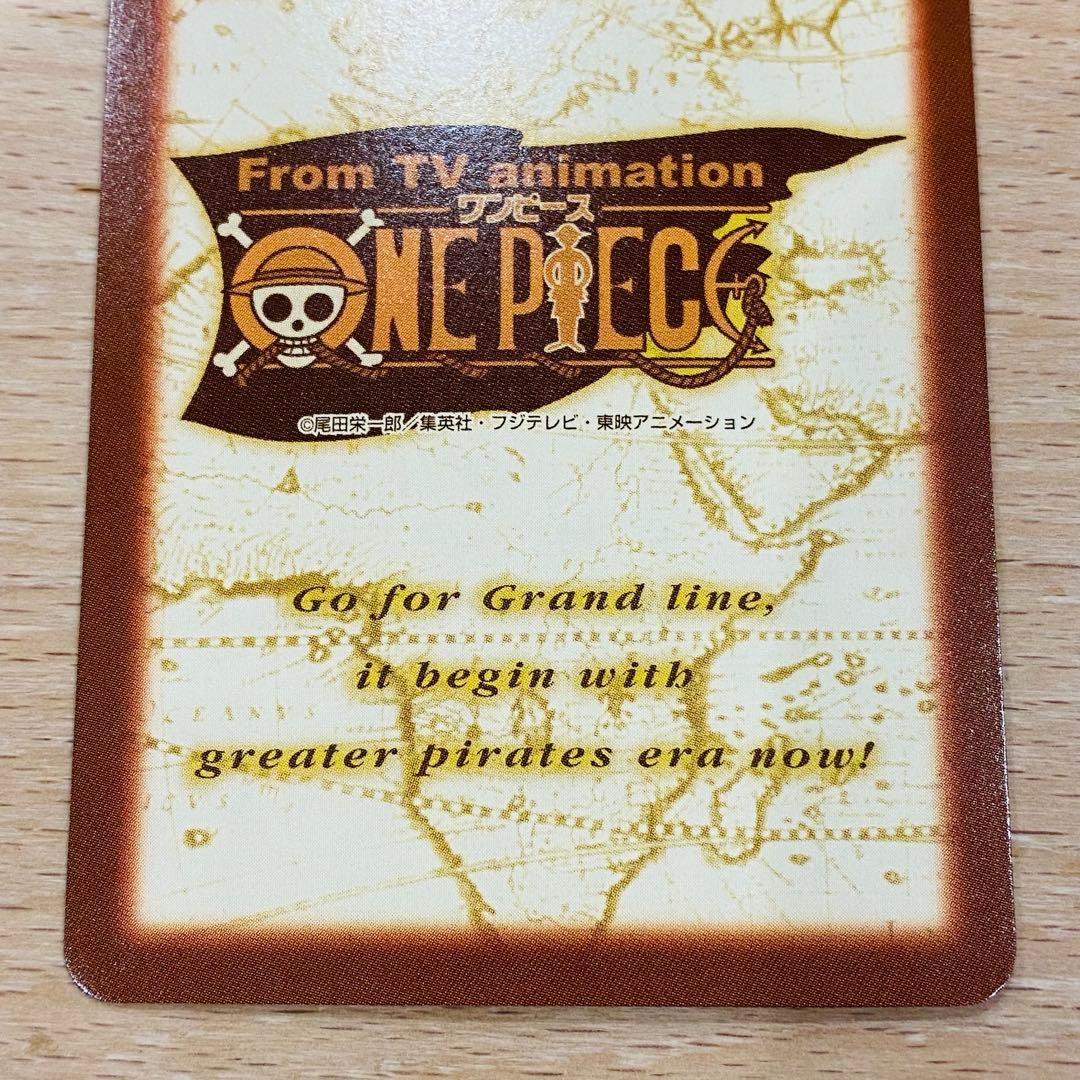 From TV animation
ワンピース
ONE PIECE
©尾田栄一郎／集英社・フジテレビ・東映アニメーション
Go for Grand line,
it begin with
greater pirates era now!